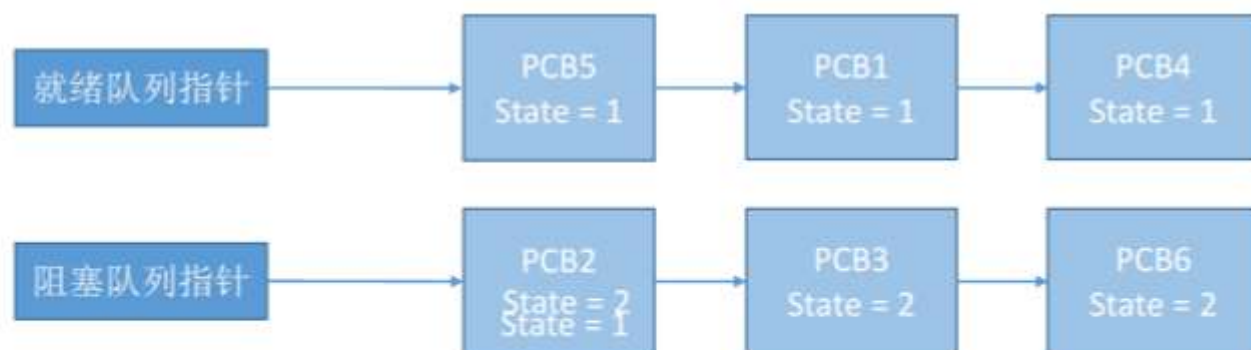 就绪队列指针
PCB5
State = 1
PCB1
State = 1
PCB4
State = 1
阻塞队列指针
PCB2
State = 2
State = 1
PCB3
State = 2
PCB6
State = 2